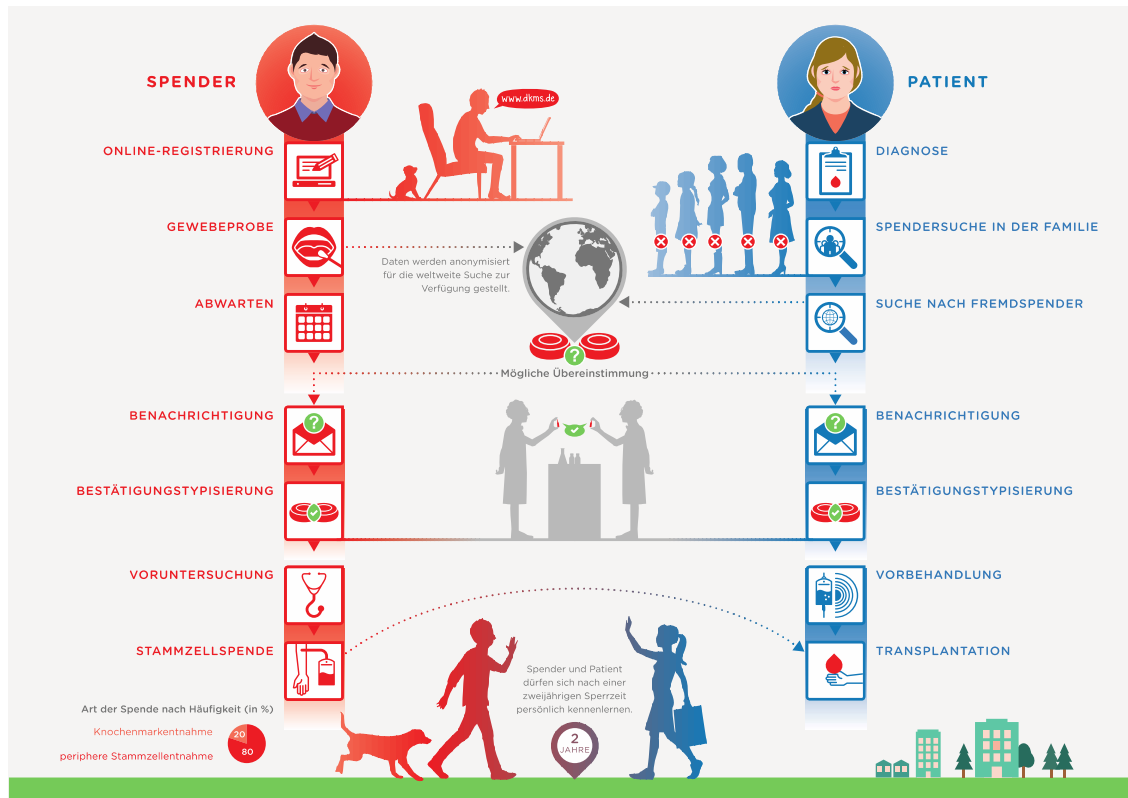 SPENDER
PATIENT
www.dkms.de
ONLINE-REGISTRIERUNG
DIAGNOSE
GEWEBEPROBE
SPENDERSUCHE IN DER FAMILIE
Daten werden anonymisiert
für die weltweite Suche zur
Verfügung gestellt.
ABWARTEN
SUCHE NACH FREMDSPENDER
?
Mögliche Übereinstimmung
BENACHRICHTIGUNG
?
?
BENACHRICHTIGUNG
BESTÄTIGUNGSTYPISIERUNG
BESTÄTIGUNGSTYPISIERUNG
VORUNTERSUCHUNG
VORBEHANDLUNG
STAMMZELLSPENDE
TRANSPLANTATION
Spender und Patient
dürfen sich nach einer
zweijährigen Sperrzeit
persönlich kennenlernen.
2
JAHRE
Art der Spende nach Häufigkeit (in %)
Knochenmarkentnahme
20
periphere Stammzellentnahme
80